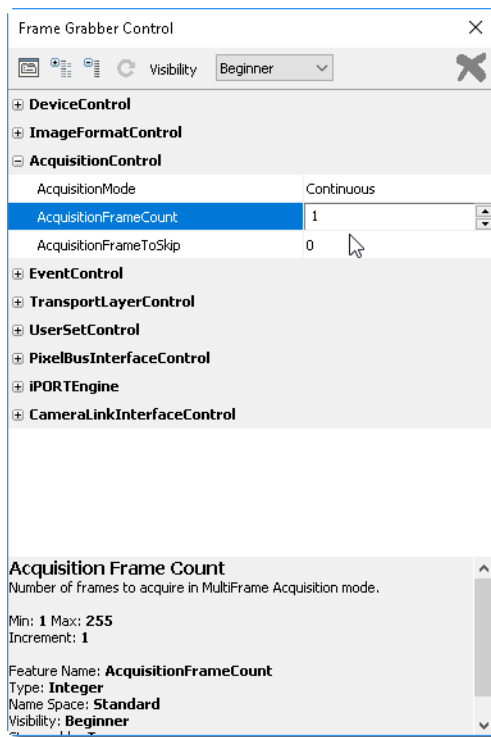 Frame Grabber Control
Visibility Beginner
DeviceControl
ImageFormatControl
AcquisitionControl
AcquisitionMode Continuous
AcquisitionFrameCount 1
AcquisitionFrameToSkip 0
EventControl
TransportLayerControl
UserSetControl
PixelBusInterfaceControl
iPORTEngine
CameraLinkInterfaceControl
Acquisition Frame Count
Number of frames to acquire in MultiFrame Acquisition mode.
Min: 1 Max: 255
Increment: 1
Feature Name: AcquisitionFrameCount
Type: Integer
Name Space: Standard
Visibility: Beginner